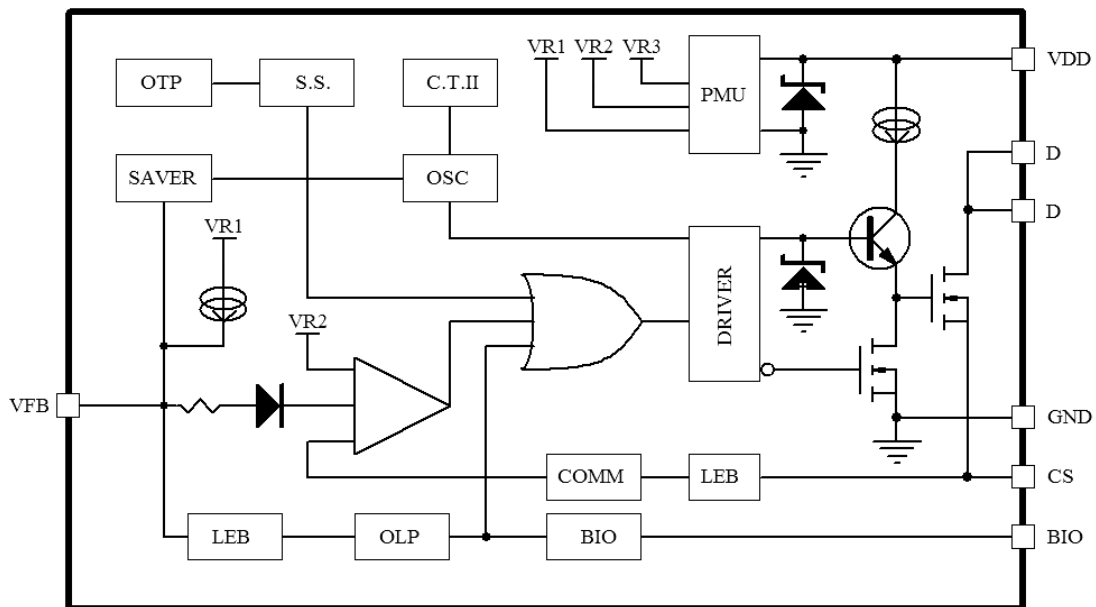 VR1 VR2 VR3
VDD
OTP S.S. C.T.II PMU
D
SAVER OSC
D
VR1
DRIVER
VR2
VFB
GND
COMM LEB CS
LEB OLP BIO BIO